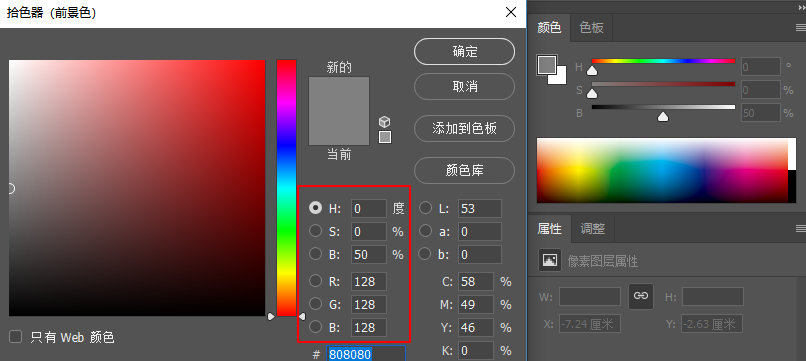 拾色器（前景色）
新的
当前
确定
取消
添加到色板
颜色库
H: 0 度
S: 0 %
B: 50 %
R: 128
G: 128
B: 128
# 808080
L: 53
a: 0
b: 0
C: 58 %
M: 49 %
Y: 46 %
K: 0 %
只有 Web 颜色
颜色 色板
H 0 °
S 0 %
B 50 %
属性 调整
像素图层属性
W: H:
X: -7.24 厘米 Y: -2.63 厘米